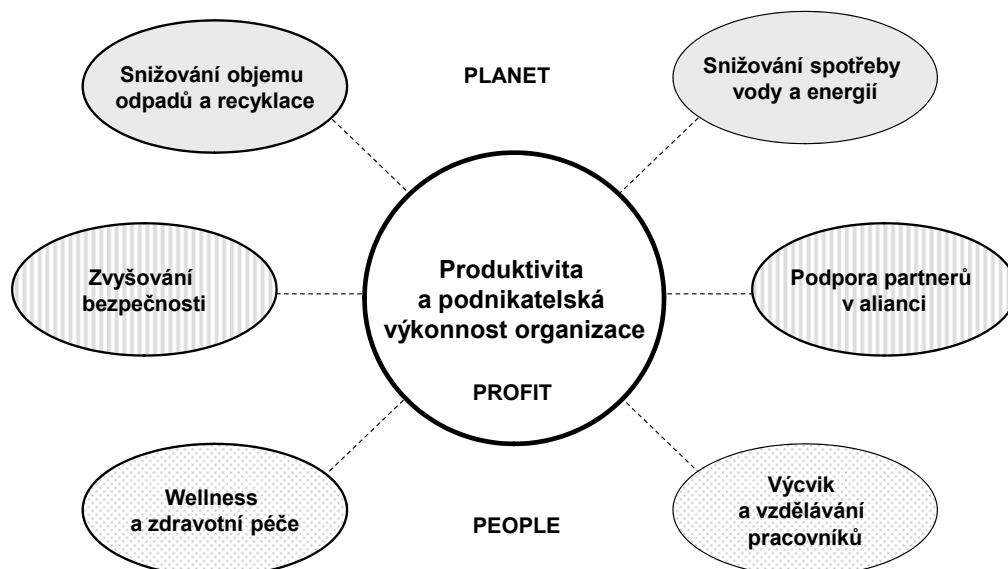 Snižování objemu
odpadů a recyklace
PLANET
Snižování spotřeby
vody a energií
Zvyšování
bezpečnosti
Produktivita
a podnikatelská
výkonnost organizace
PROFIT
Podpora partnerů
v alianci
Wellness
a zdravotní péče
PEOPLE
Výcvik
a vzdělávání
pracovníků